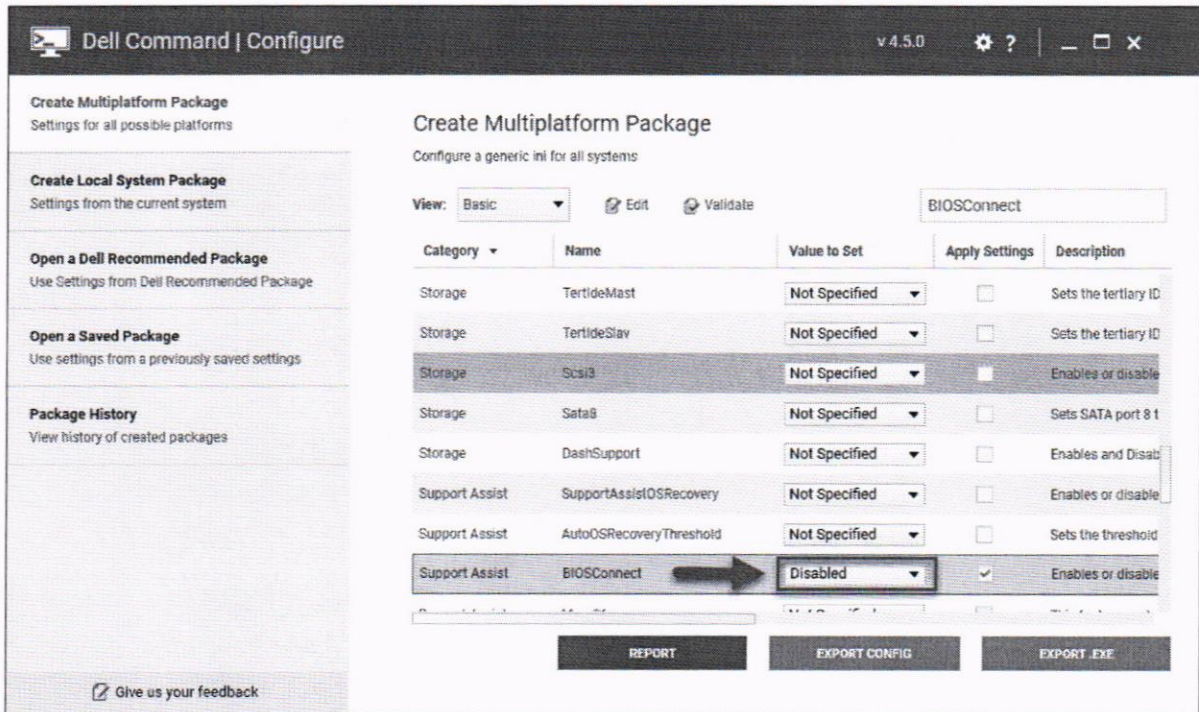 Dell Command | Configure
v 4.5.0
?
Create Multiplatform Package
Settings for all possible platforms
Create Local System Package
Settings from the current system
Open a Dell Recommended Package
Use Settings from Dell Recommended Package
Open a Saved Package
Use settings from a previously saved settings
Package History
View history of created packages
Give us your feedback
Create Multiplatform Package
Configure a generic ini for all systems
View: Basic Edit Validate BIOSConnect
Category Name Value to Set Apply Settings Description
Storage TertIdeMast Not Specified Sets the tertiary ID
Storage TertIdeSlav Not Specified Sets the tertiary ID
Storage Scsi3 Not Specified Enables or disable
Storage Sata8 Not Specified Sets SATA port 8 t
Storage DashSupport Not Specified Enables and Disab
Support Assist SupportAssistOSRecovery Not Specified Enables or disable
Support Assist AutoOSRecoveryThreshold Not Specified Sets the threshold
Support Assist BIOSConnect Disabled Enables or disable
REPORT EXPORT CONFIG EXPORT .EXE